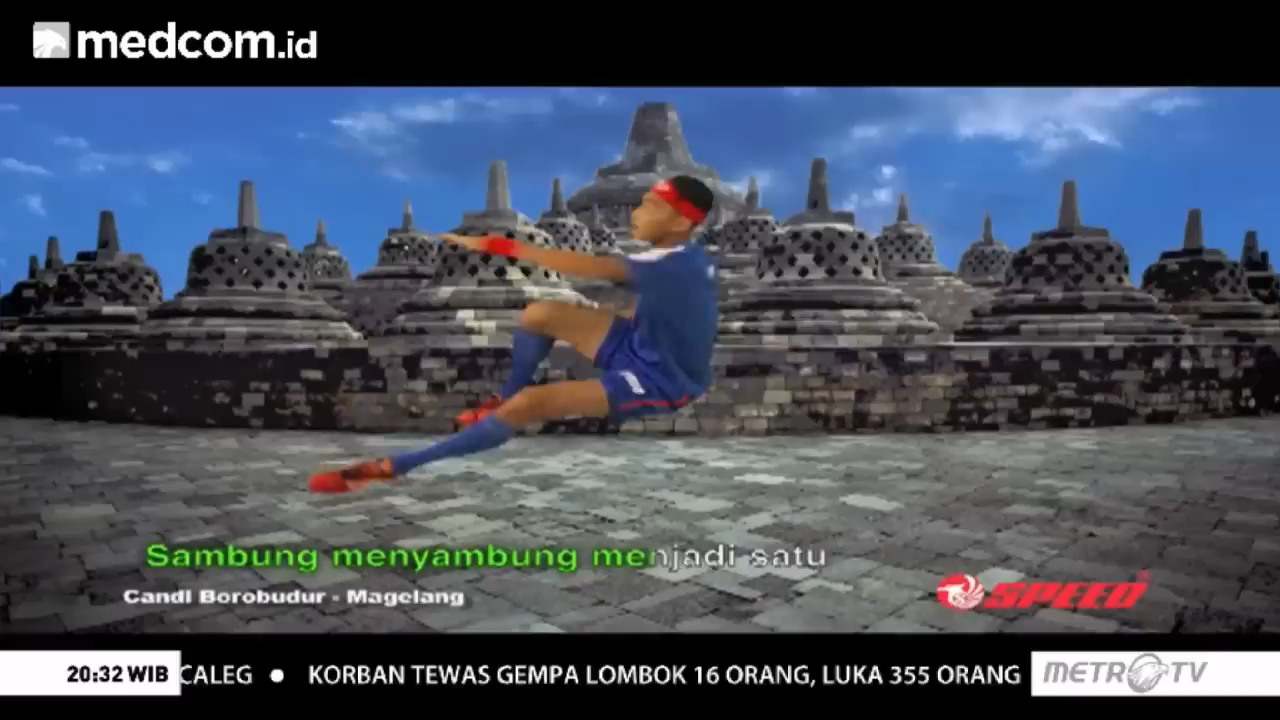 medcom.id
Sambung menyambung menjadi satu
Candi Borobudur - Magelang
SPEED
20:32 WIB CALEG ● KORBAN TEWAS GEMPA LOMBOK 16 ORANG, LUKA 355 ORANG METRO TV